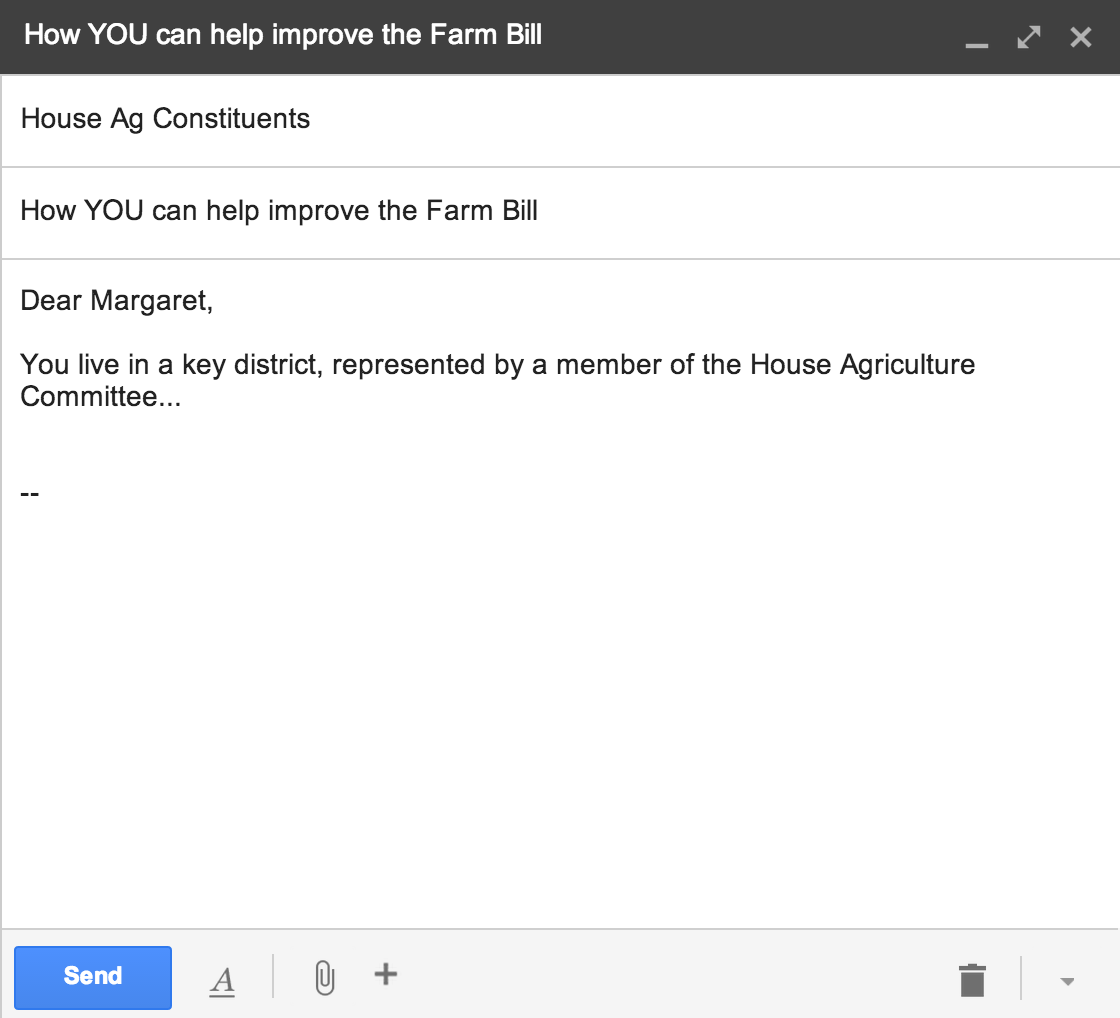 How YOU can help improve the Farm Bill
House Ag Constituents
How YOU can help improve the Farm Bill
Dear Margaret,
You live in a key district, represented by a member of the House Agriculture
Committee...
--
Send
A